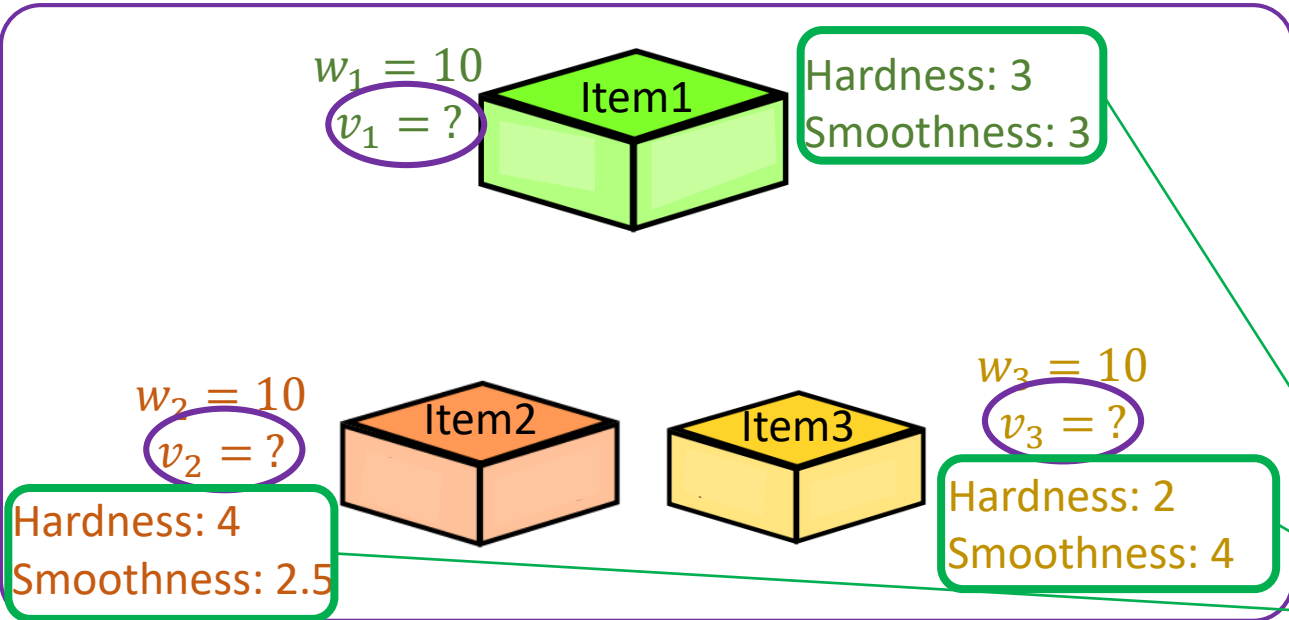 w₁ = 10
v₁ = ?
Item1
Hardness: 3
Smoothness: 3
w₂ = 10
v₂ = ?
Hardness: 4
Smoothness: 2.5
Item2
Item3
w₃ = 10
v₃ = ?
Hardness: 2
Smoothness: 4